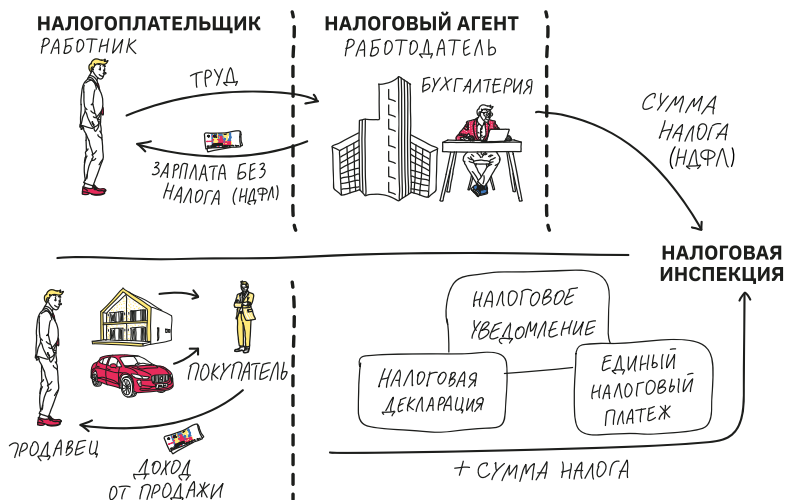 НАЛОГОПЛАТЕЛЬЩИК
РАБОТНИК
НАЛОГОВЫЙ АГЕНТ
РАБОТОДАТЕЛЬ
ТРУД
БУХГАЛТЕРИЯ
ЗАРПЛАТА БЕЗ
НАЛОГА (НДФЛ)
СУММА
НАЛОГА
(НДФЛ)
НАЛОГОВАЯ
ИНСПЕКЦИЯ
ПОКУПАТЕЛЬ
ПРОДАВЕЦ
ДОХОД
ОТ ПРОДАЖИ
НАЛОГОВОЕ
УВЕДОМЛЕНИЕ
НАЛОГОВАЯ
ДЕКЛАРАЦИЯ
ЕДИНЫЙ
НАЛОГОВЫЙ
ПЛАТЕЖ
+ СУММА НАЛОГА